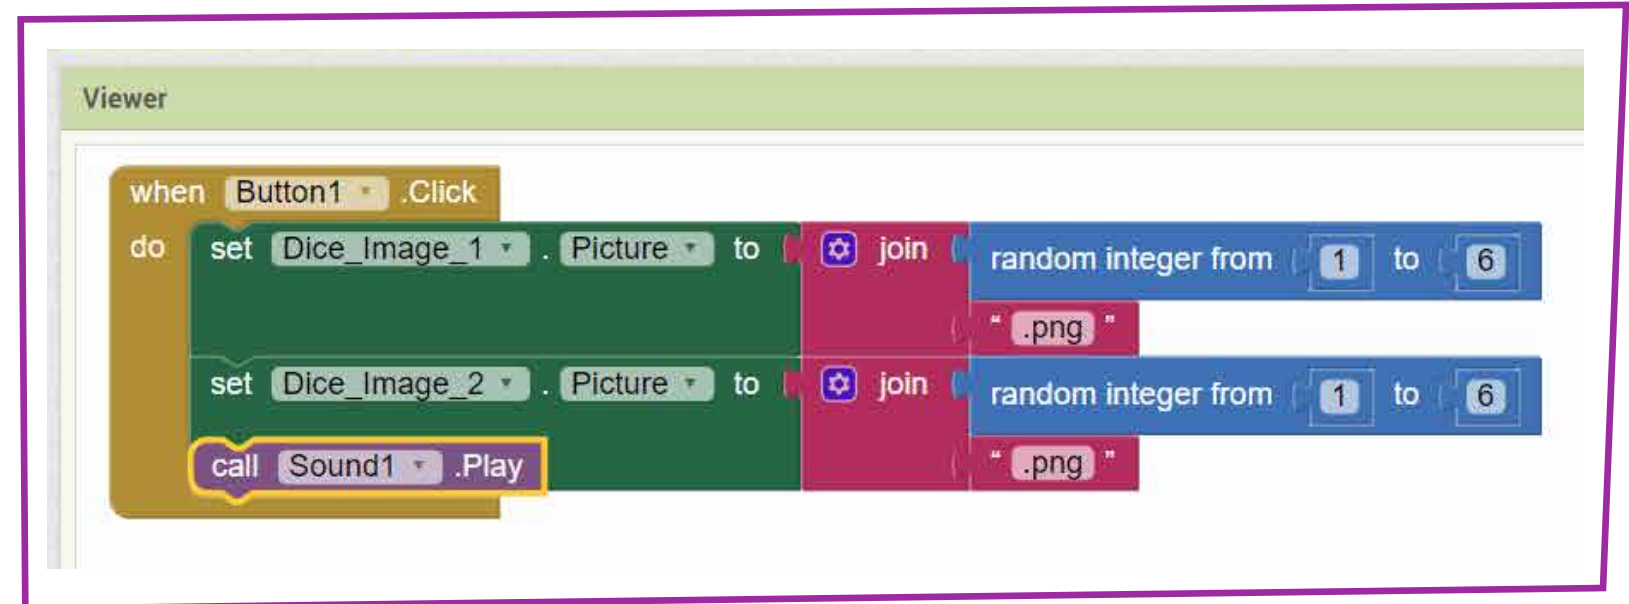 Viewer
when Button1 .Click
do set Dice_Image_1 . Picture to join random integer from 1 to 6
“ .png ”
set Dice_Image_2 . Picture to join random integer from 1 to 6
call Sound1 .Play “ .png ”